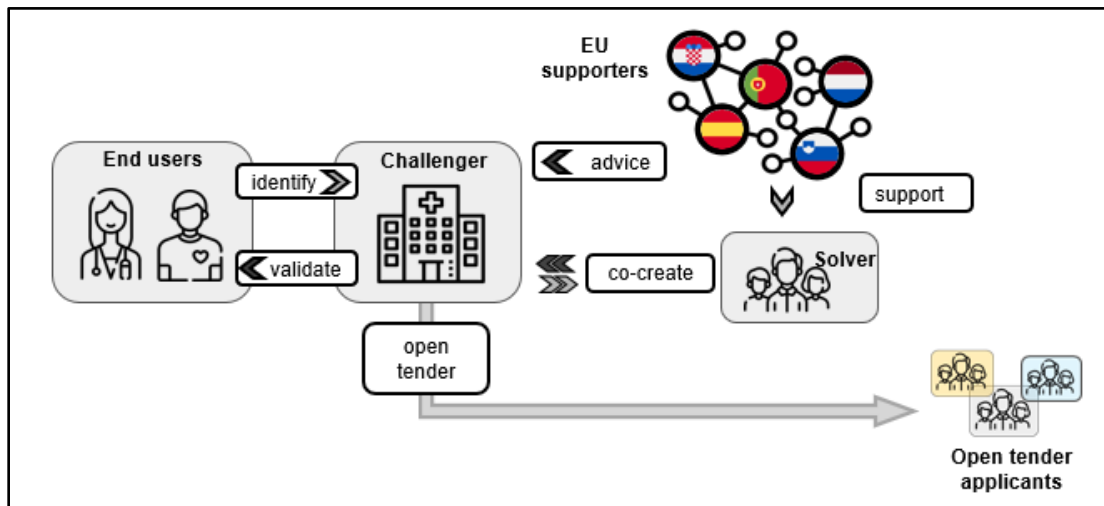 EU
supporters
End users
Challenger
identify
advice
support
validate
co-create
Solver
open
tender
Open tender
applicants